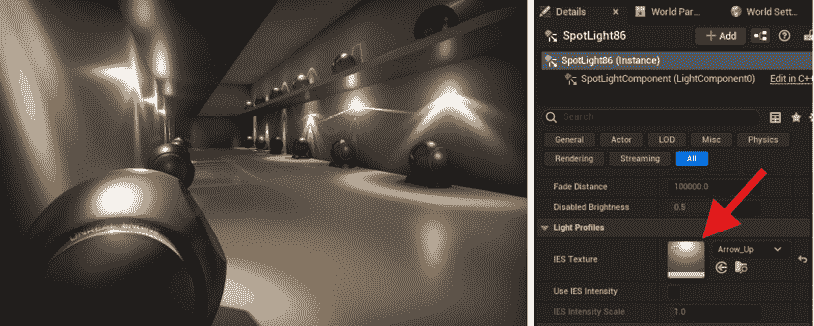 Details
World Par...
World Sett...
SpotLight86
+ Add
SpotLight86 (Instance)
SpotLightComponent (LightComponent0)
Edit in C++
Search
General
Actor
LOD
Misc
Physics
Rendering
Streaming
All
Fade Distance
100000.0
Disabled Brightness
0.5
Light Profiles
IES Texture
Arrow_Up
Use IES Intensity
IES Intensity Scale
1.0